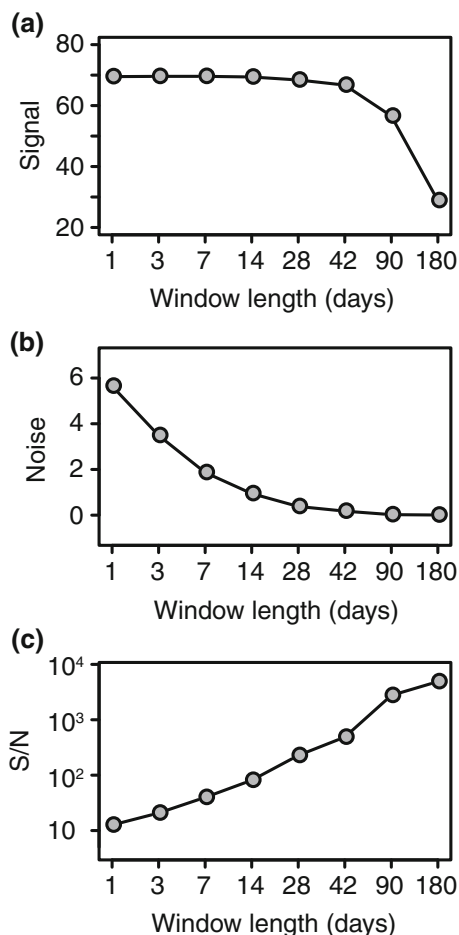 (a)
80
60
40
20
Signal
1 3 7 14 28 42 90 180
Window length (days)
(b)
6
4
2
0
Noise
1 3 7 14 28 42 90 180
Window length (days)
(c)
10⁴
10³
10²
10
S/N
1 3 7 14 28 42 90 180
Window length (days)